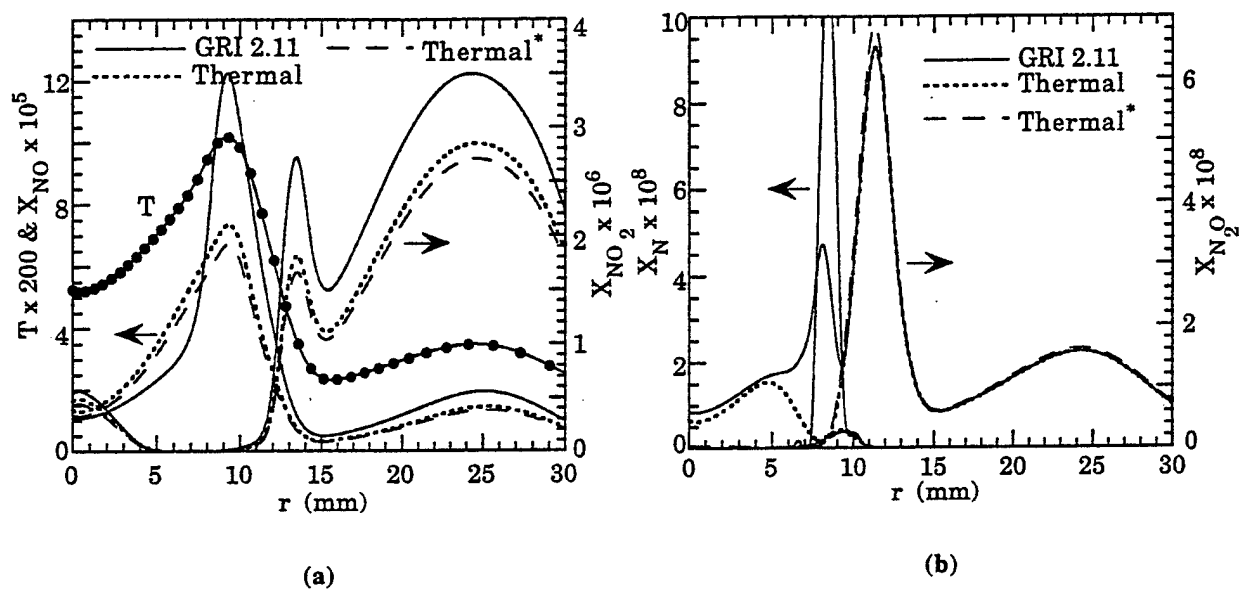 GRI 2.11
Thermal
Thermal*
T x 200 & X_NO x 10^5
12
8
4
0
T
4
3
2
1
0
X_NO_2 x 10^6
0 5 10 15 20 25 30
r (mm)
(a)
GRI 2.11
Thermal
Thermal*
X_N x 10^8
10
8
6
4
2
0
6
4
2
0
X_N_2O x 10^8
0 5 10 15 20 25 30
r (mm)
(b)